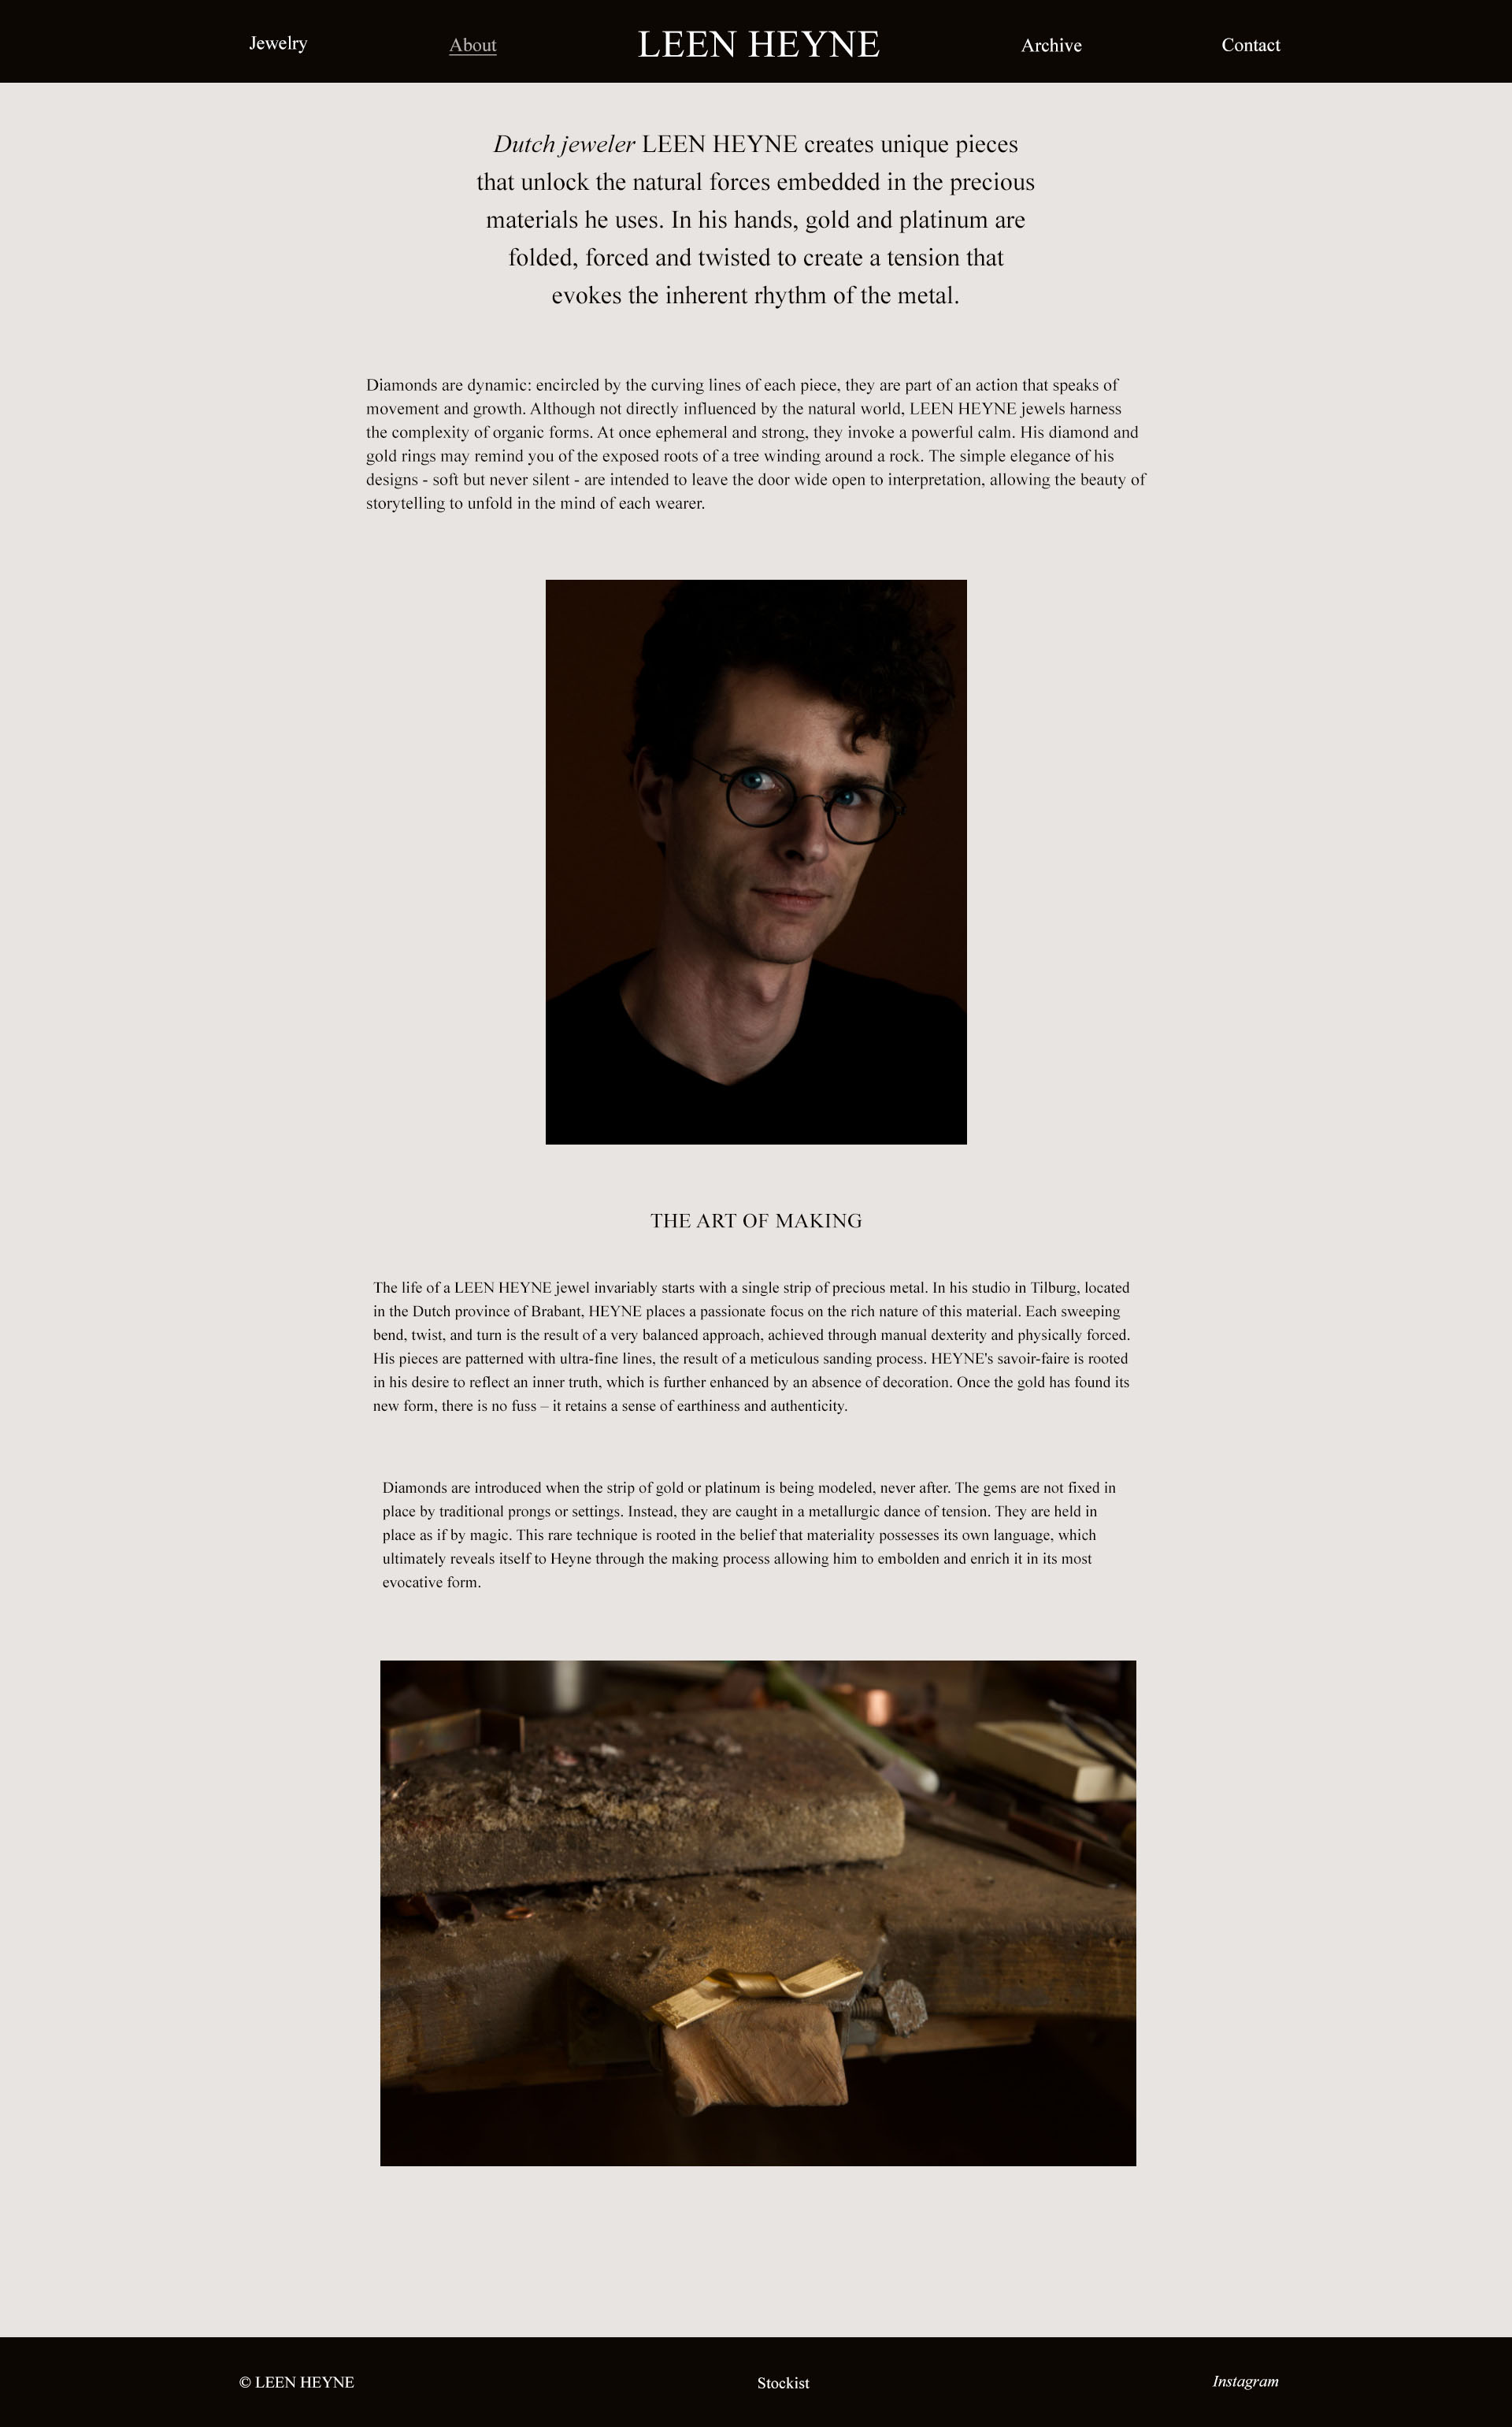 Jewelry About LEEN HEYNE Archive Contact
Dutch jeweler LEEN HEYNE creates unique pieces
that unlock the natural forces embedded in the precious
materials he uses. In his hands, gold and platinum are
folded, forced and twisted to create a tension that
evokes the inherent rhythm of the metal.
Diamonds are dynamic: encircled by the curving lines of each piece, they are part of an action that speaks of
movement and growth. Although not directly influenced by the natural world, LEEN HEYNE jewels harness
the complexity of organic forms. At once ephemeral and strong, they invoke a powerful calm. His diamond and
gold rings may remind you of the exposed roots of a tree winding around a rock. The simple elegance of his
designs - soft but never silent - are intended to leave the door wide open to interpretation, allowing the beauty of
storytelling to unfold in the mind of each wearer.
THE ART OF MAKING
The life of a LEEN HEYNE jewel invariably starts with a single strip of precious metal. In his studio in Tilburg, located
in the Dutch province of Brabant, HEYNE places a passionate focus on the rich nature of this material. Each sweeping
bend, twist, and turn is the result of a very balanced approach, achieved through manual dexterity and physically forced.
His pieces are patterned with ultra-fine lines, the result of a meticulous sanding process. HEYNE's savoir-faire is rooted
in his desire to reflect an inner truth, which is further enhanced by an absence of decoration. Once the gold has found its
new form, there is no fuss – it retains a sense of earthiness and authenticity.
Diamonds are introduced when the strip of gold or platinum is being modeled, never after. The gems are not fixed in
place by traditional prongs or settings. Instead, they are caught in a metallurgic dance of tension. They are held in
place as if by magic. This rare technique is rooted in the belief that materiality possesses its own language, which
ultimately reveals itself to Heyne through the making process allowing him to embolden and enrich it in its most
evocative form.
© LEEN HEYNE Stockist Instagram